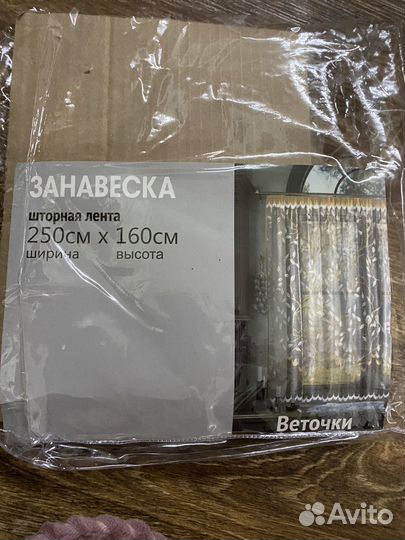 ЗАНАВЕСКА
шторная лента
250см х 160см
ширина высота
Веточки
Avito